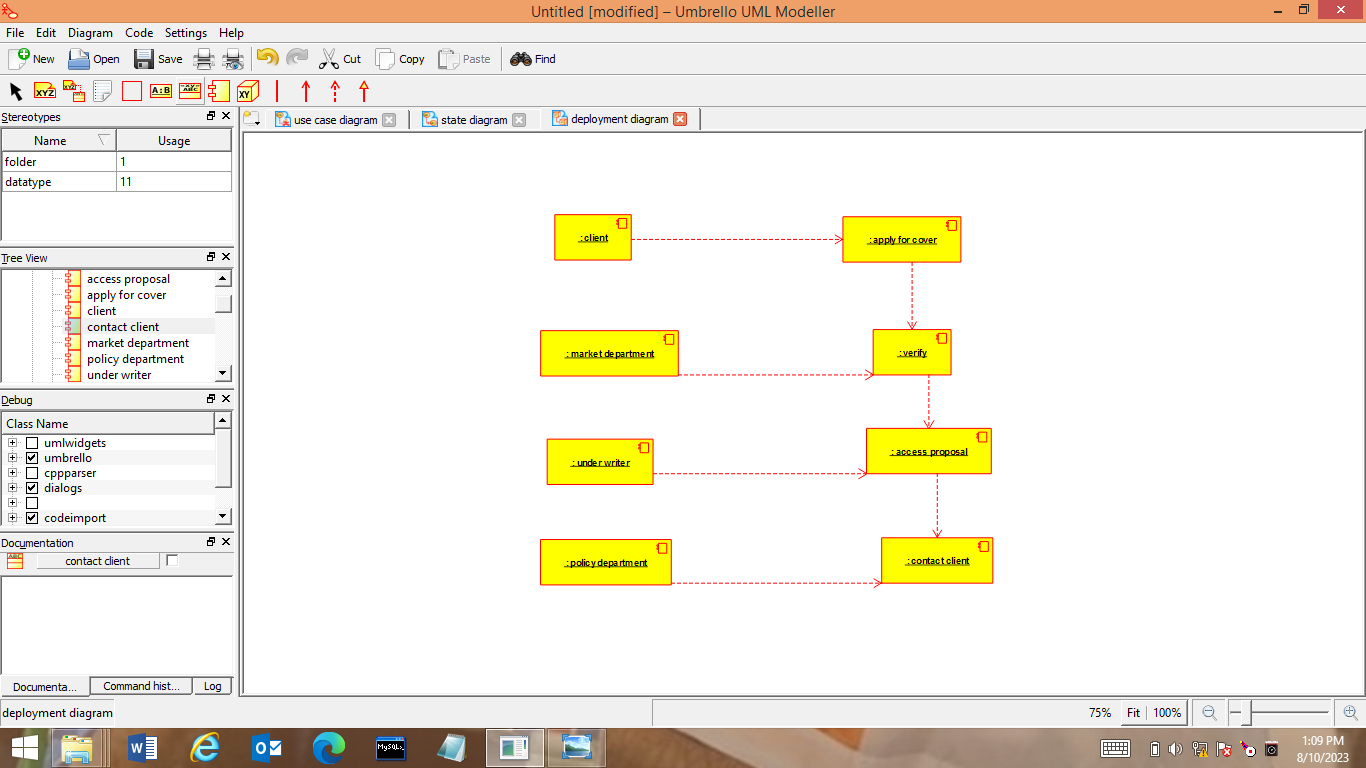 Untitled [modified] – Umbrello UML Modeller
File Edit Diagram Code Settings Help
New Open Save Cut Copy Paste Find
XYZ XYZ A:B XYZ ABC XY
Stereotypes
Name Usage
folder 1
datatype 11
Tree View
access proposal
apply for cover
client
contact client
market department
policy department
under writer
Debug
Class Name
umlwidgets
umbrello
cppparser
dialogs
codeimport
Documentation
ABC contact client
Documenta... Command hist... Log
use case diagram state diagram deployment diagram
: client
: apply for cover
: market department
: verify
: under writer
: access proposal
: policy department
: contact client
deployment diagram
75% Fit 100%
MySQL
1:09 PM
8/10/2023